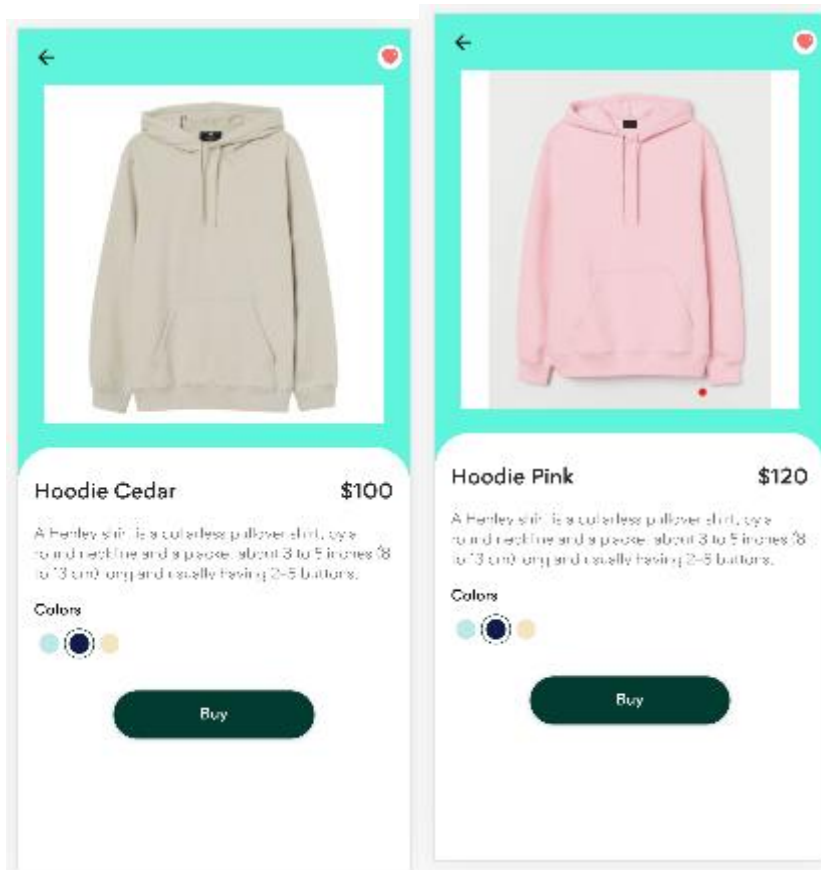 Hoodie Cedar
$100
A Henley shirt is a collarless pullover shirt, by a
round neckline and a placket about 3 to 5 inches (8
to 13 cm) long and usually having 2–5 buttons.
Colors
Buy
Hoodie Pink
$120
A Henley shirt is a collarless pullover shirt, by a
round neckline and a placket about 3 to 5 inches (8
to 13 cm) long and usually having 2–5 buttons.
Colors
Buy